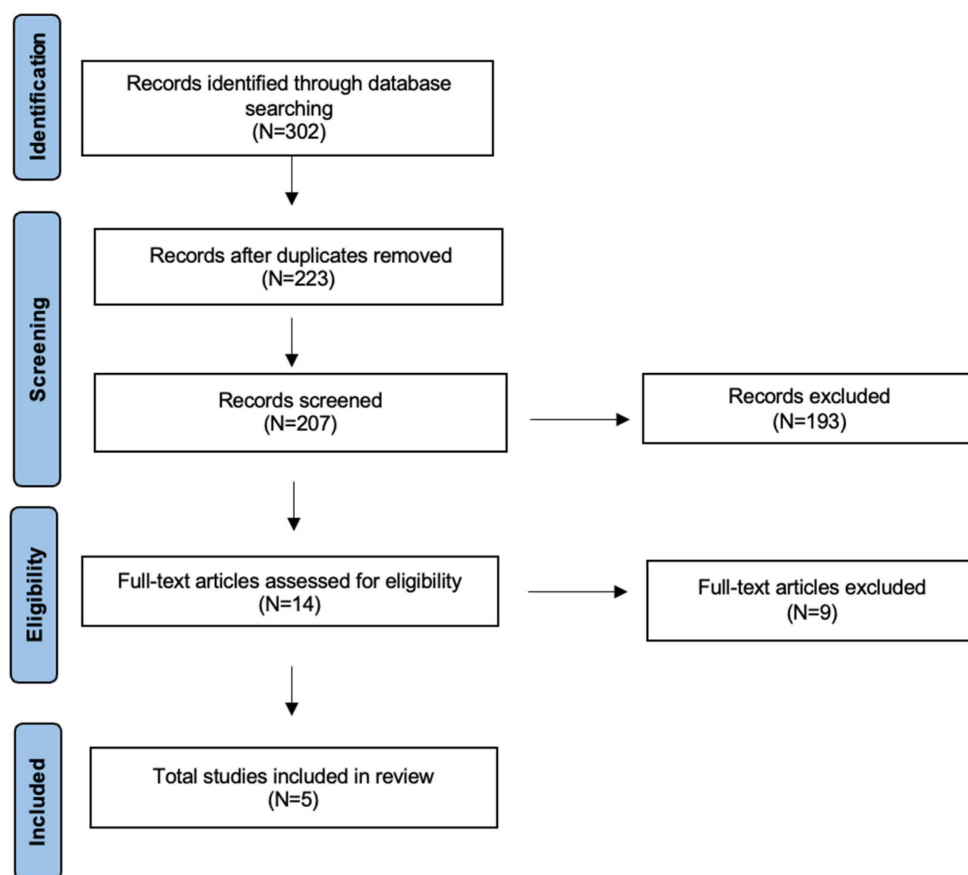 Identification
Records identified through database
searching
(N=302)
Screening
Records after duplicates removed
(N=223)
Records screened
(N=207)
Records excluded
(N=193)
Eligibility
Full-text articles assessed for eligibility
(N=14)
Full-text articles excluded
(N=9)
Included
Total studies included in review
(N=5)